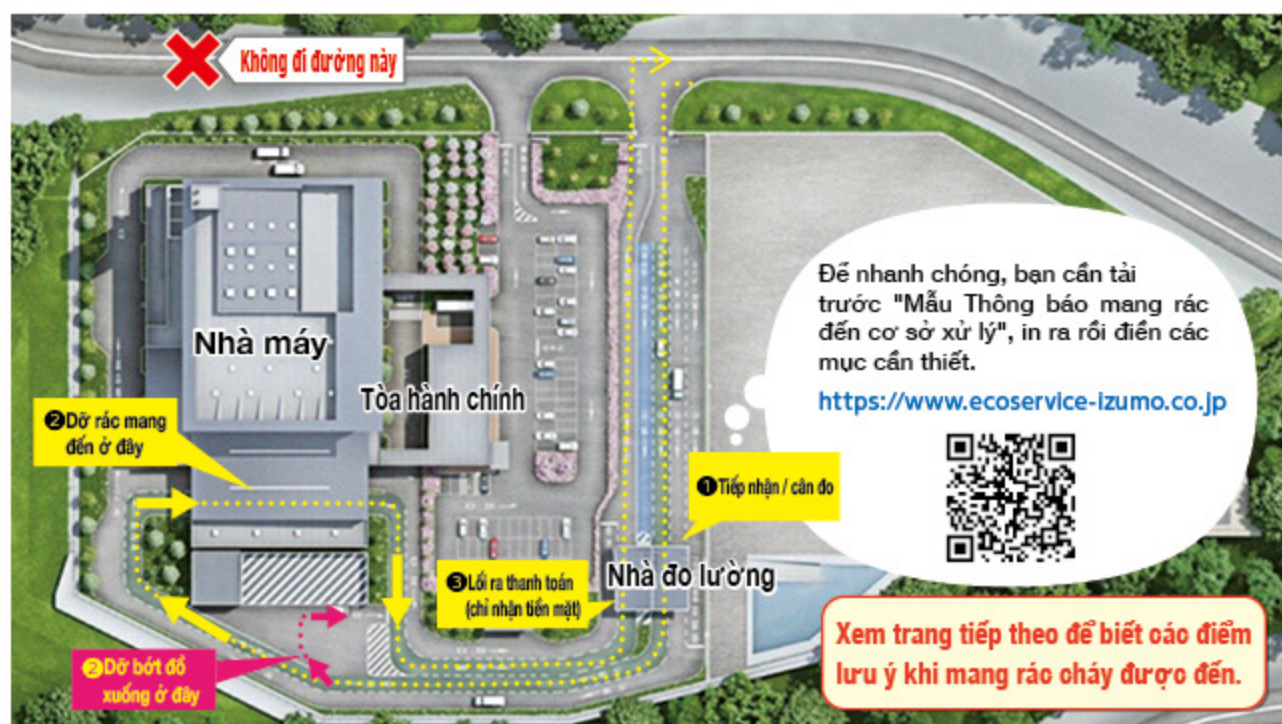 Không đi đường này
Để nhanh chóng, bạn cần tải
trước "Mẫu Thông báo mang rác
đến cơ sở xử lý", in ra rồi điền các
mục cần thiết.
https://www.ecoservice-izumo.co.jp
Nhà máy
Tòa hành chính
❷Dỡ rác mang
đến ở đây
❶Tiếp nhận / cân đo
❸Lối ra thanh toán
(chỉ nhận tiền mặt)
Nhà đo lường
❷Dỡ bớt đồ
xuống ở đây
Xem trang tiếp theo để biết các điểm
lưu ý khi mang rác cháy được đến.